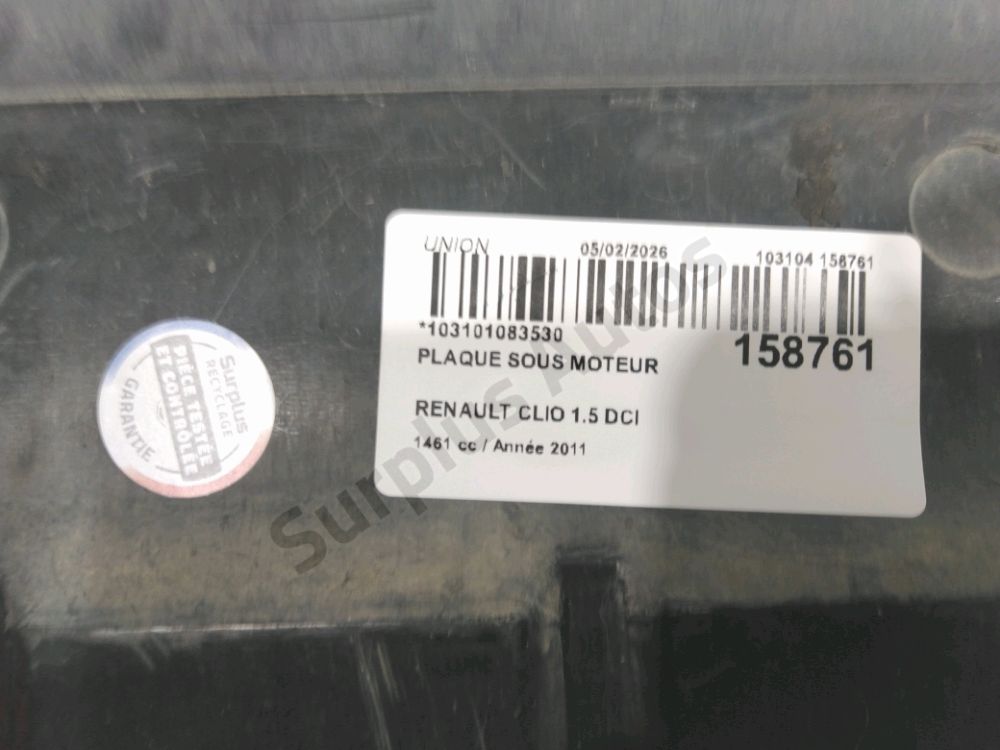 UNION 05/02/2026 103104 158761
*103101083530
158761
PLAQUE SOUS MOTEUR
RENAULT CLIO 1.5 DCI
1461 cc / Année 2011
Surplus
RECYCLAGE
PIÈCE TESTÉE
ET CONTRÔLÉE
GARANTIE
Surplus Autos